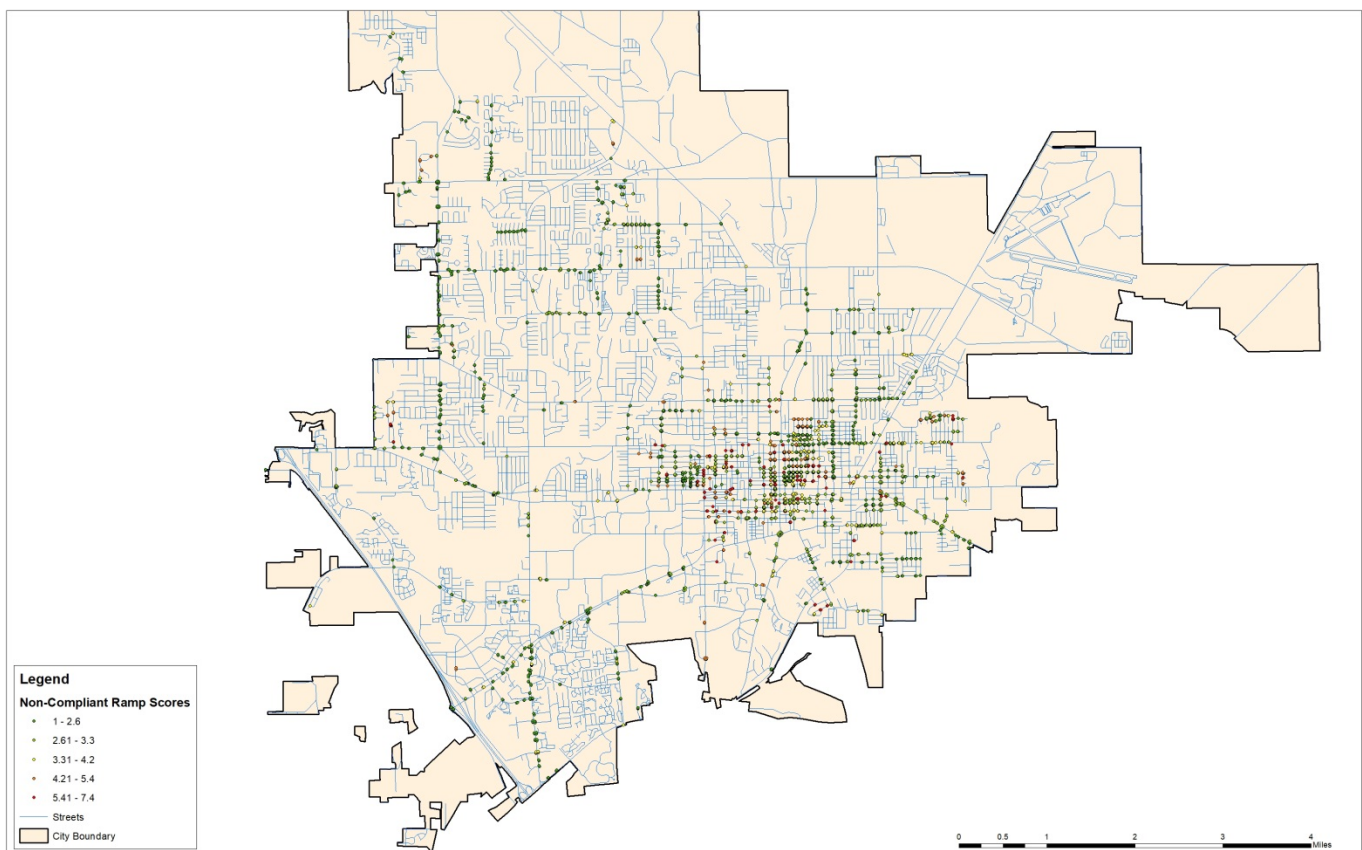 Legend
Non-Compliant Ramp Scores
1 - 2.6
2.61 - 3.3
3.31 - 4.2
4.21 - 5.4
5.41 - 7.4
Streets
City Boundary
0 0.5 1 2 3 4
Miles